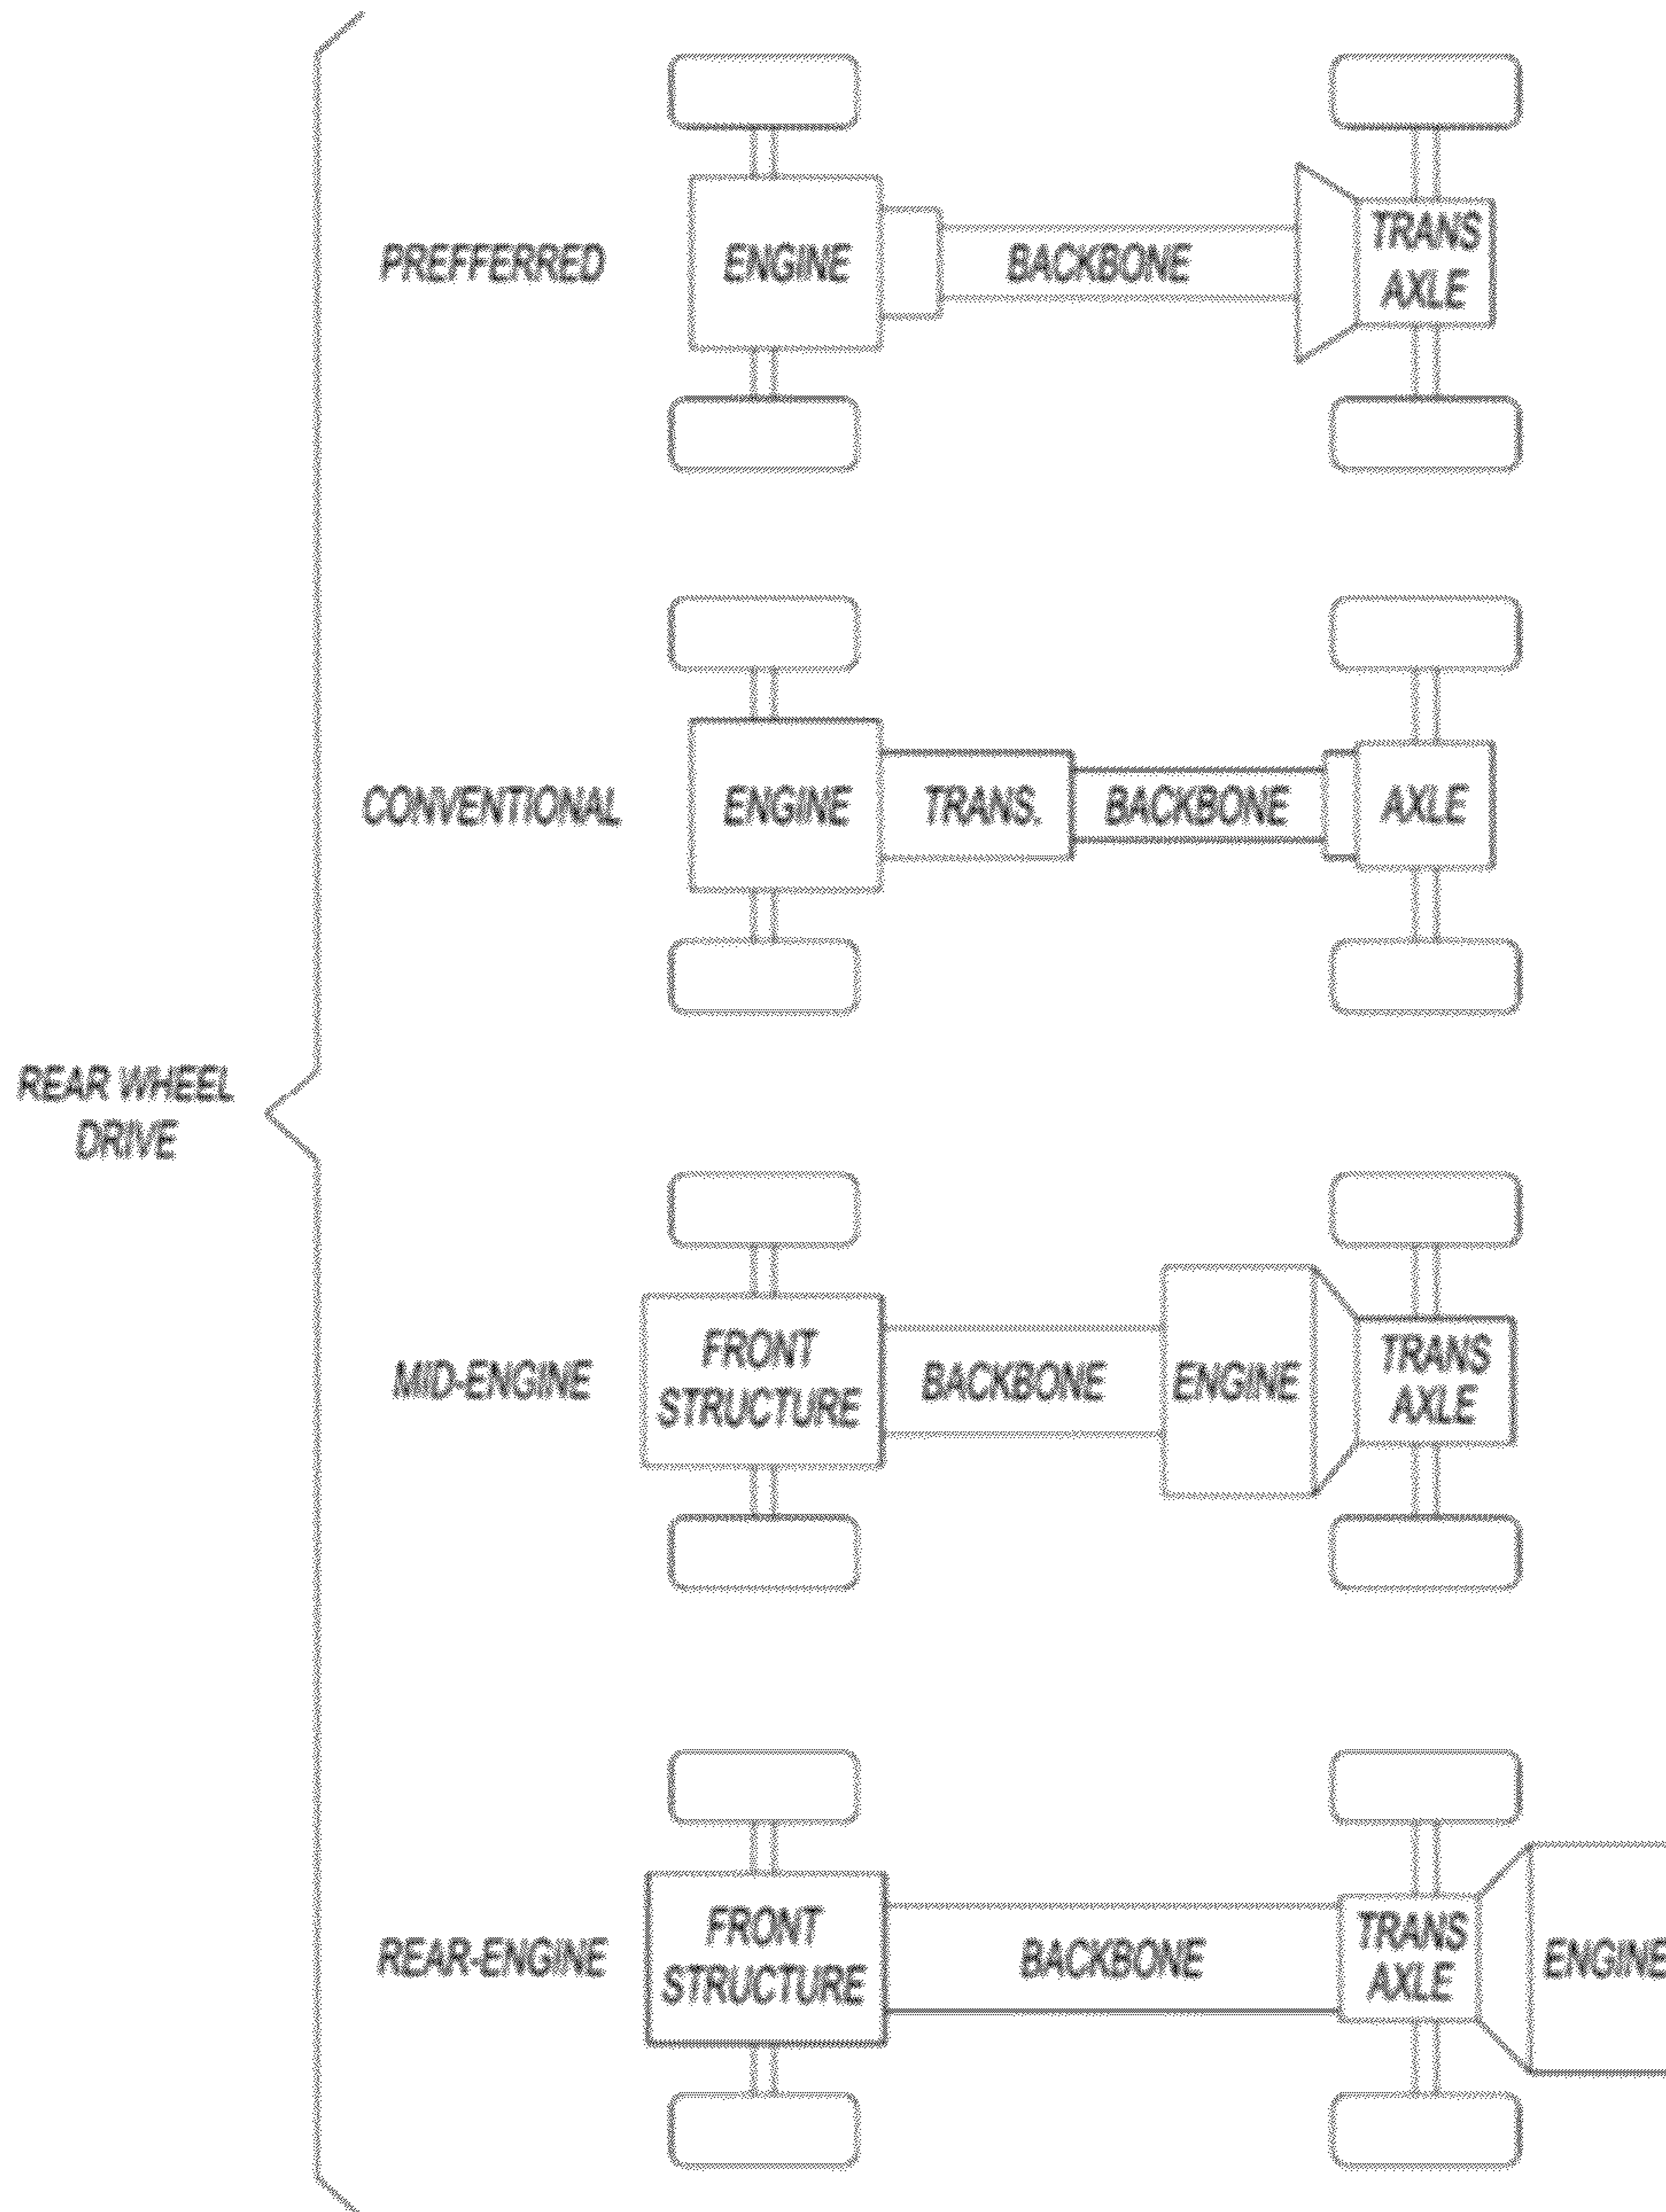 PREFFERRED
ENGINE
BACKBONE
TRANS
AXLE
CONVENTIONAL
ENGINE
TRANS.
BACKBONE
AXLE
REAR WHEEL
DRIVE
MID-ENGINE
FRONT
STRUCTURE
BACKBONE
ENGINE
TRANS
AXLE
REAR-ENGINE
FRONT
STRUCTURE
BACKBONE
TRANS
AXLE
ENGINE